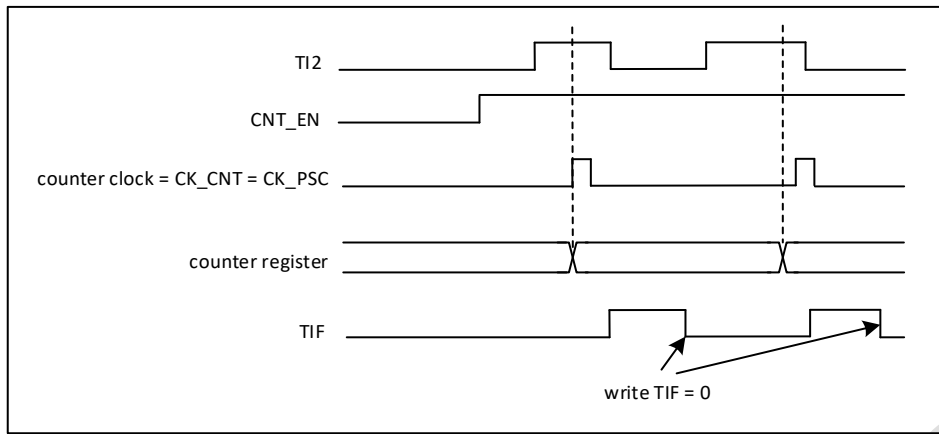 TI2
CNT_EN
counter clock = CK_CNT = CK_PSC
counter register
TIF
write TIF = 0